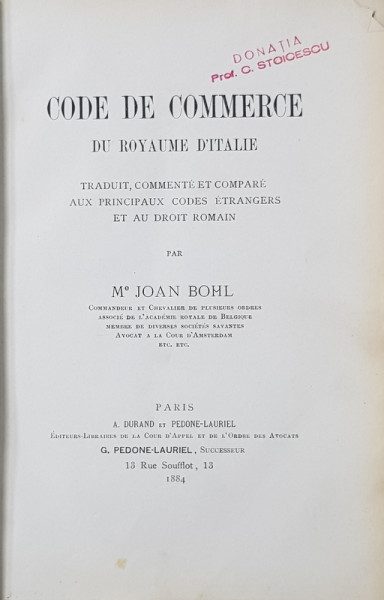 DONAȚIA
Prof. C. STOICESCU
CODE DE COMMERCE
DU ROYAUME D'ITALIE
TRADUIT, COMMENTÉ ET COMPARÉ
AUX PRINCIPAUX CODES ÉTRANGERS
ET AU DROIT ROMAIN
PAR
Me JOAN BOHL
COMMANDEUR ET CHEVALIER DE PLUSIEURS ORDRES
ASSOCIÉ DE L'ACADÉMIE ROYALE DE BELGIQUE
MEMBRE DE DIVERSES SOCIÉTÉS SAVANTES
AVOCAT A LA COUR D'AMSTERDAM
ETC. ETC.
PARIS
A. DURAND ET PEDONE-LAURIEL
ÉDITEURS-LIBRAIRES DE LA COUR D'APPEL ET DE L'ORDRE DES AVOCATS
G. PEDONE-LAURIEL, SUCCESSEUR
13 Rue Soufflot, 13
1884